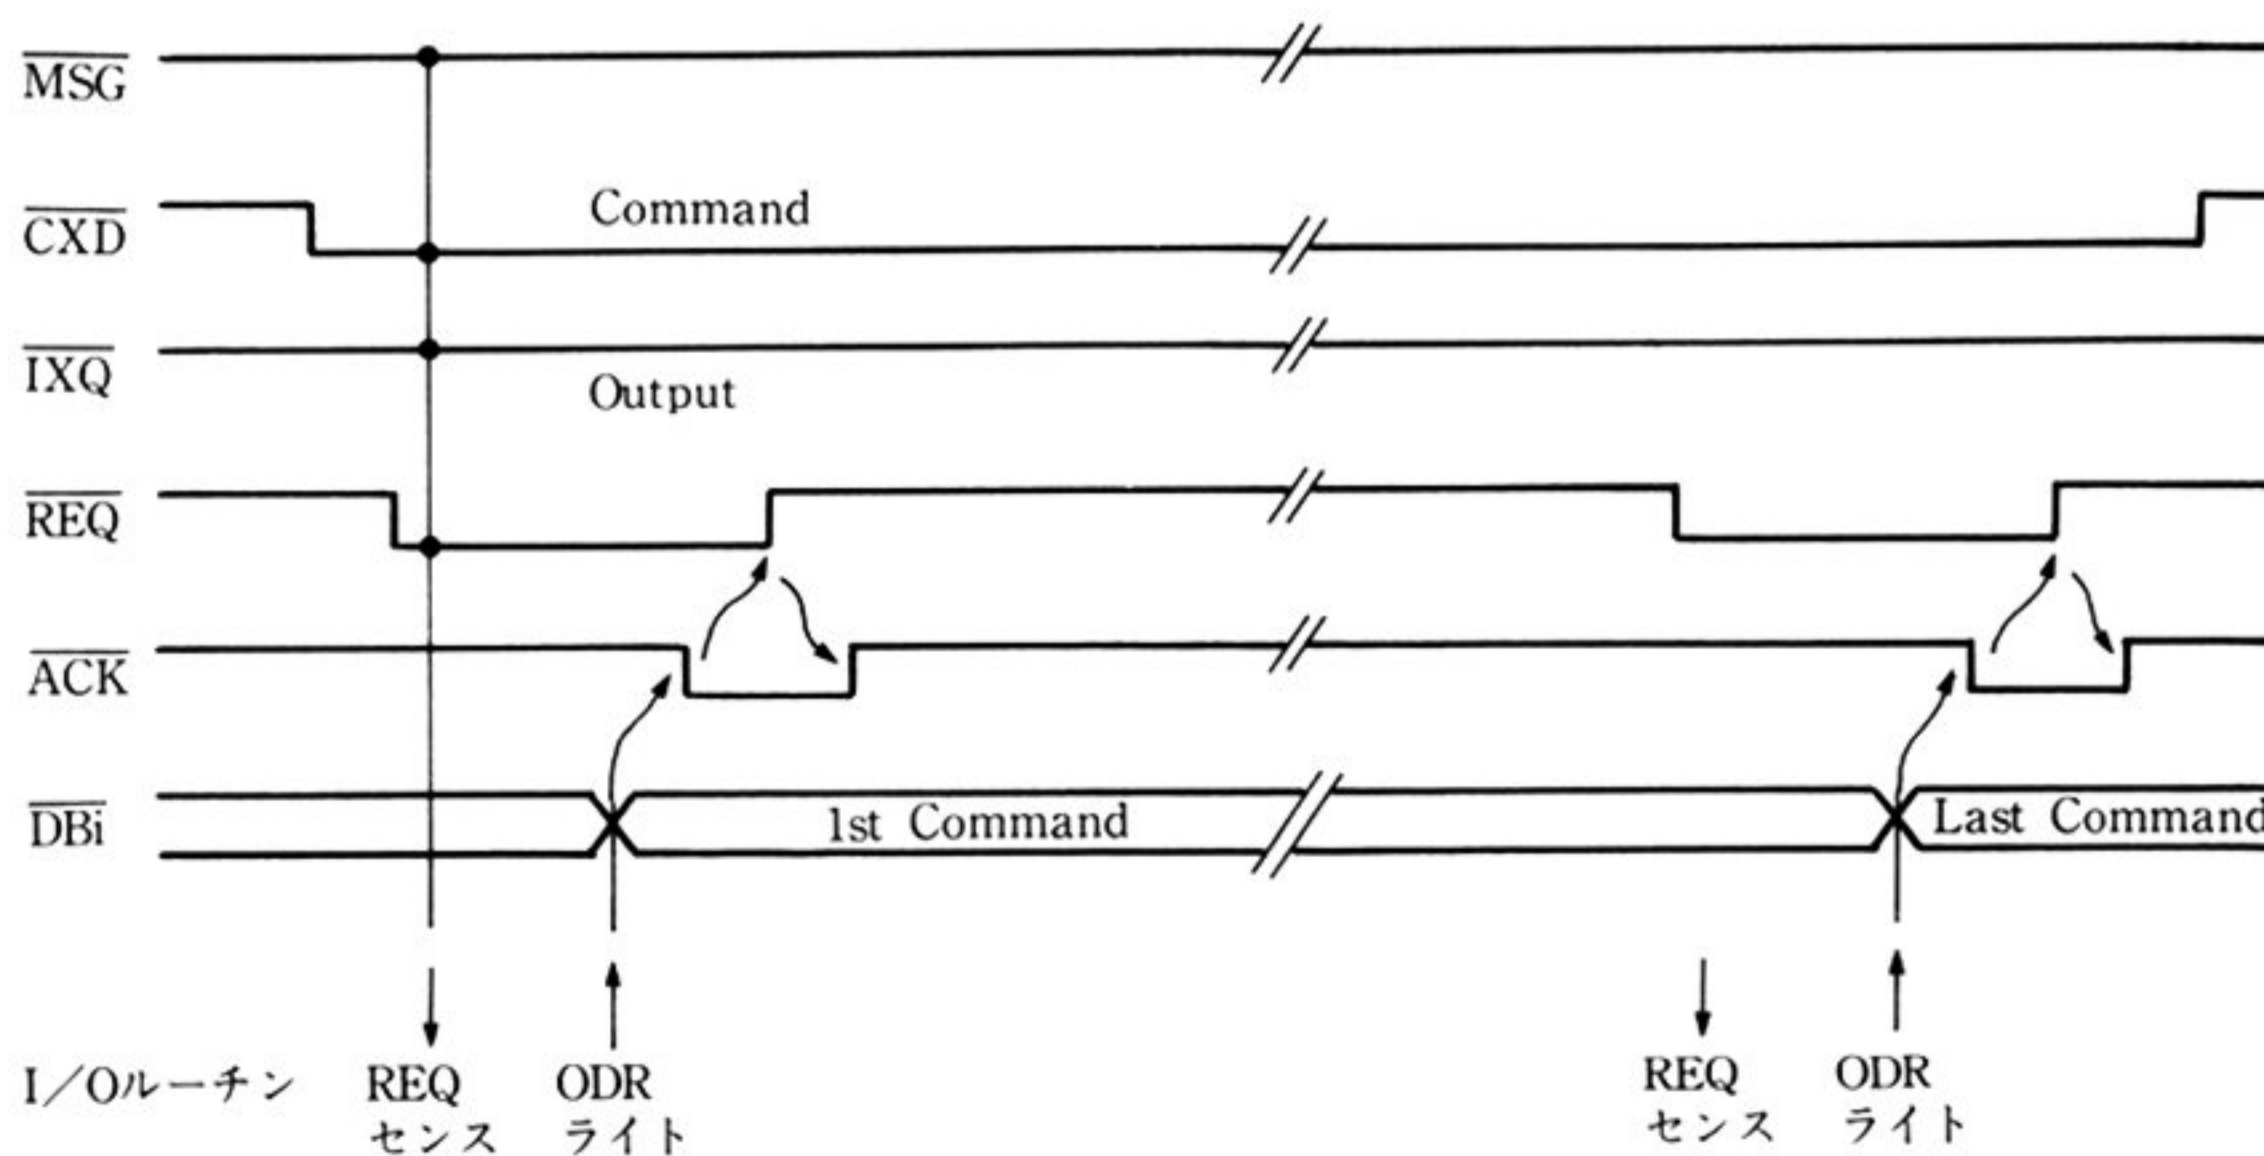 MSG
CXD
Command
IXQ
Output
REQ
ACK
DBi
1st Command
Last Command
I/Oルーチン
REQ
センス
ODR
ライト
REQ
センス
ODR
ライト